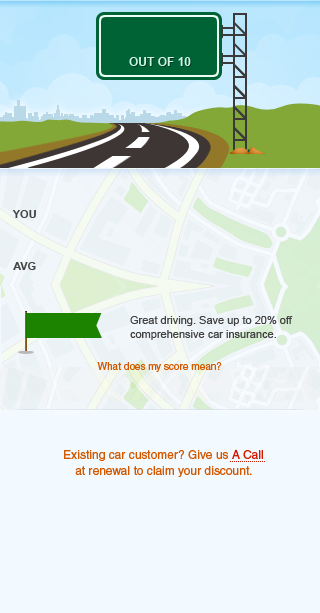 OUT OF 10
YOU
AVG
Great driving. Save up to 20% off
comprehensive car insurance.
What does my score mean?
Existing car customer? Give us A Call
at renewal to claim your discount.